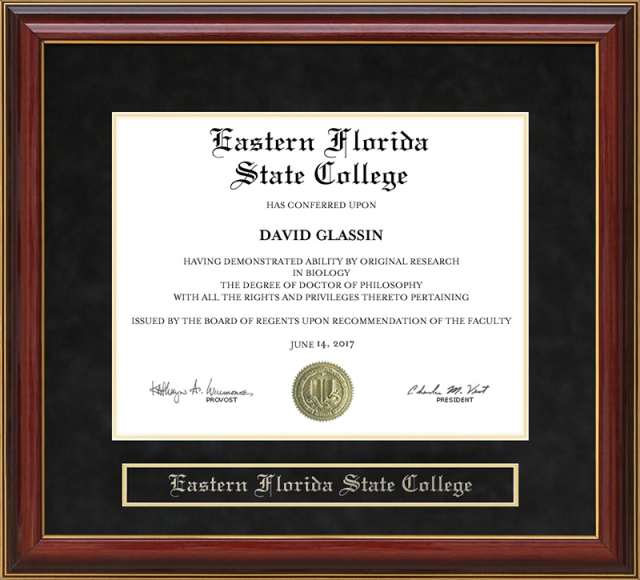 Eastern Florida
State College
HAS CONFERRED UPON
DAVID GLASSIN
HAVING DEMONSTRATED ABILITY BY ORIGINAL RESEARCH
IN BIOLOGY
THE DEGREE OF DOCTOR OF PHILOSOPHY
WITH ALL THE RIGHTS AND PRIVILEGES THERETO PERTAINING
ISSUED BY THE BOARD OF REGENTS UPON RECOMMENDATION OF THE FACULTY
JUNE 14, 2017
Charles M. Vest
PROVOST
PRESIDENT
Eastern Florida State College